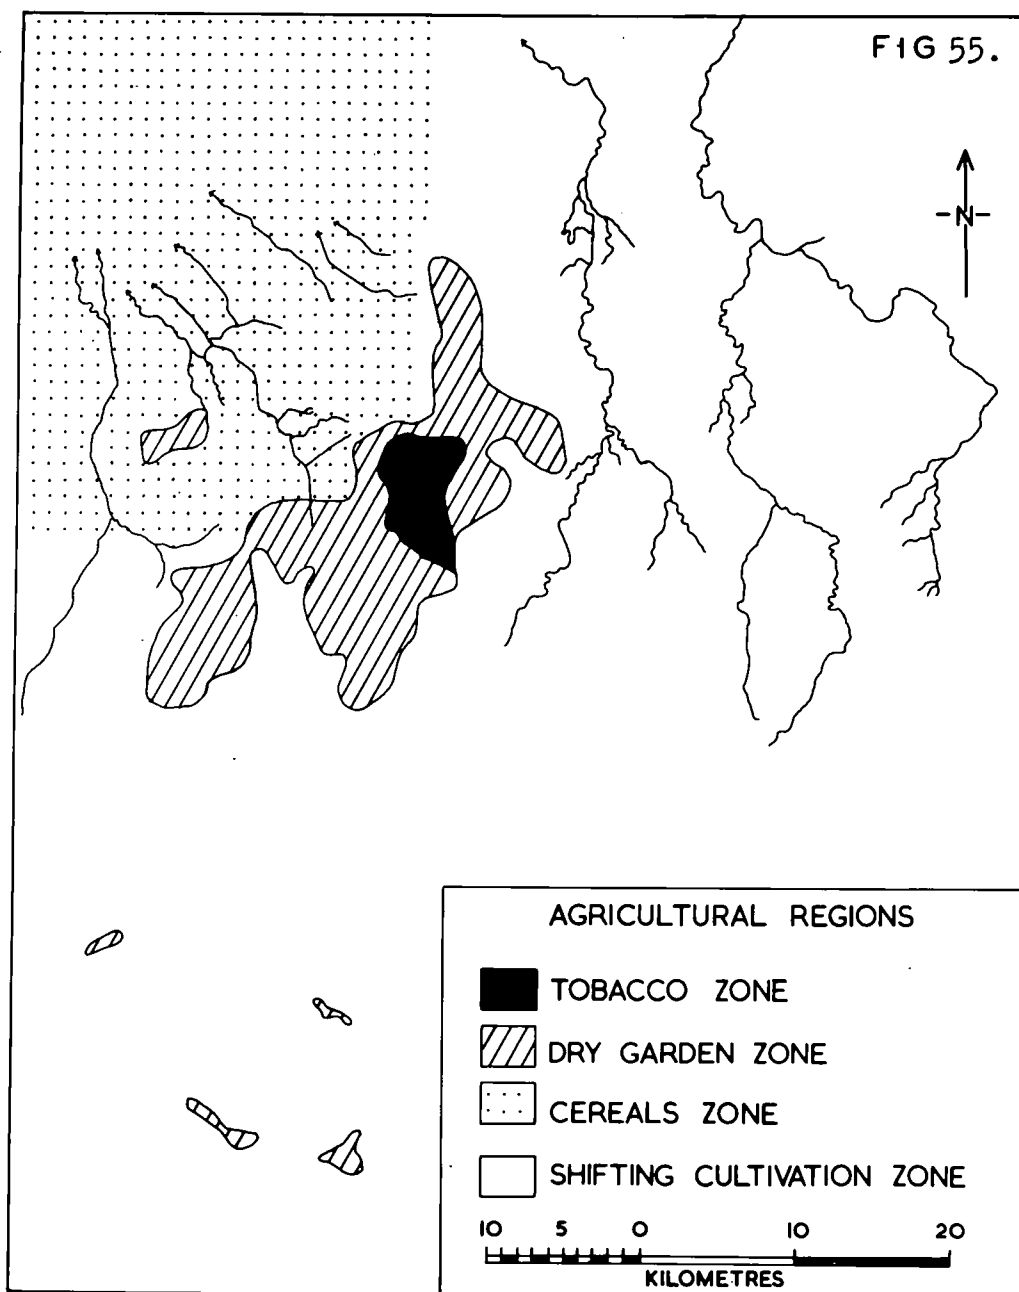 FIG 55.
-N-
AGRICULTURAL REGIONS
TOBACCO ZONE
DRY GARDEN ZONE
CEREALS ZONE
SHIFTING CULTIVATION ZONE
10 5 0 10 20
KILOMETRES